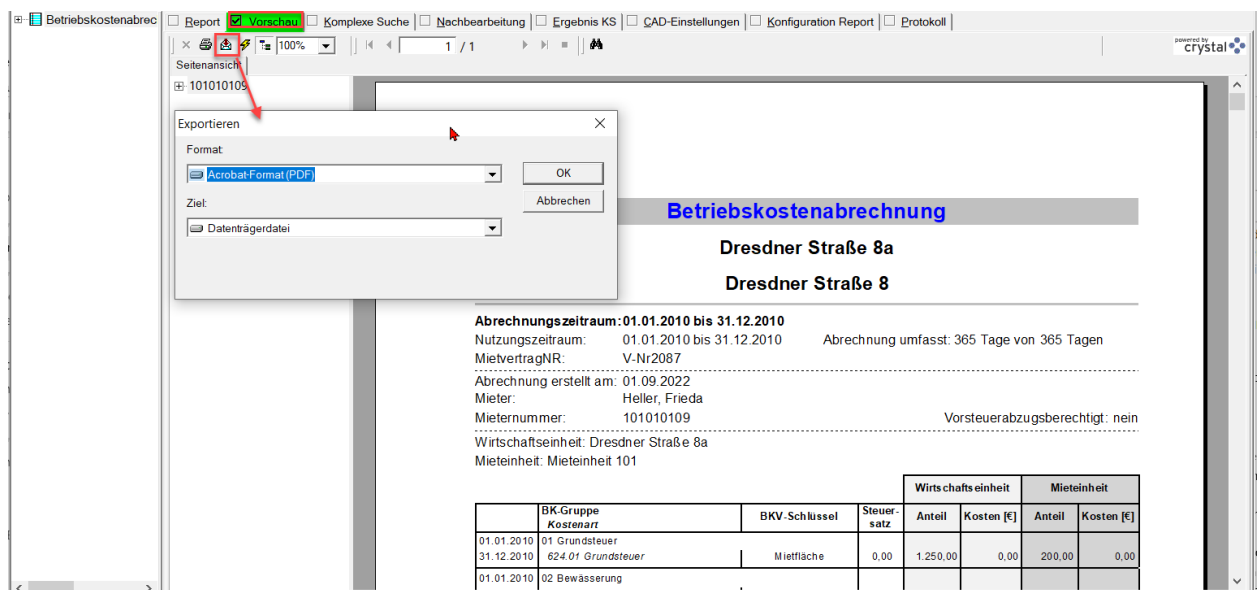 Betriebskostenabrec
Report Vorschau Komplexe Suche Nachbearbeitung Ergebnis KS CAD-Einstellungen Konfiguration Report Protokoll
100% 1 / 1 powered by crystal
Seitenansicht
101010109
Exportieren
Format:
Acrobat-Format (PDF)
OK
Ziel:
Abbrechen
Datenträgerdatei
Betriebskostenabrechnung
Dresdner Straße 8a
Dresdner Straße 8
Abrechnungszeitraum: 01.01.2010 bis 31.12.2010
Nutzungszeitraum: 01.01.2010 bis 31.12.2010 Abrechnung umfasst: 365 Tage von 365 Tagen
MietvertragNR: V-Nr2087
Abrechnung erstellt am: 01.09.2022
Mieter: Heller, Frieda
Mieternummer: 101010109 Vorsteuerabzugsberechtigt: nein
Wirtschaftseinheit: Dresdner Straße 8a
Mieteinheit: Mieteinheit 101
Wirtschaftseinheit Mieteinheit
BK-Gruppe
Kostenart BKV-Schlüssel Steuer-satz Anteil Kosten [€] Anteil Kosten [€]
01.01.2010 01 Grundsteuer
31.12.2010 624.01 Grundsteuer Mietfläche 0,00 1.250,00 0,00 200,00 0,00
01.01.2010 02 Bewässerung